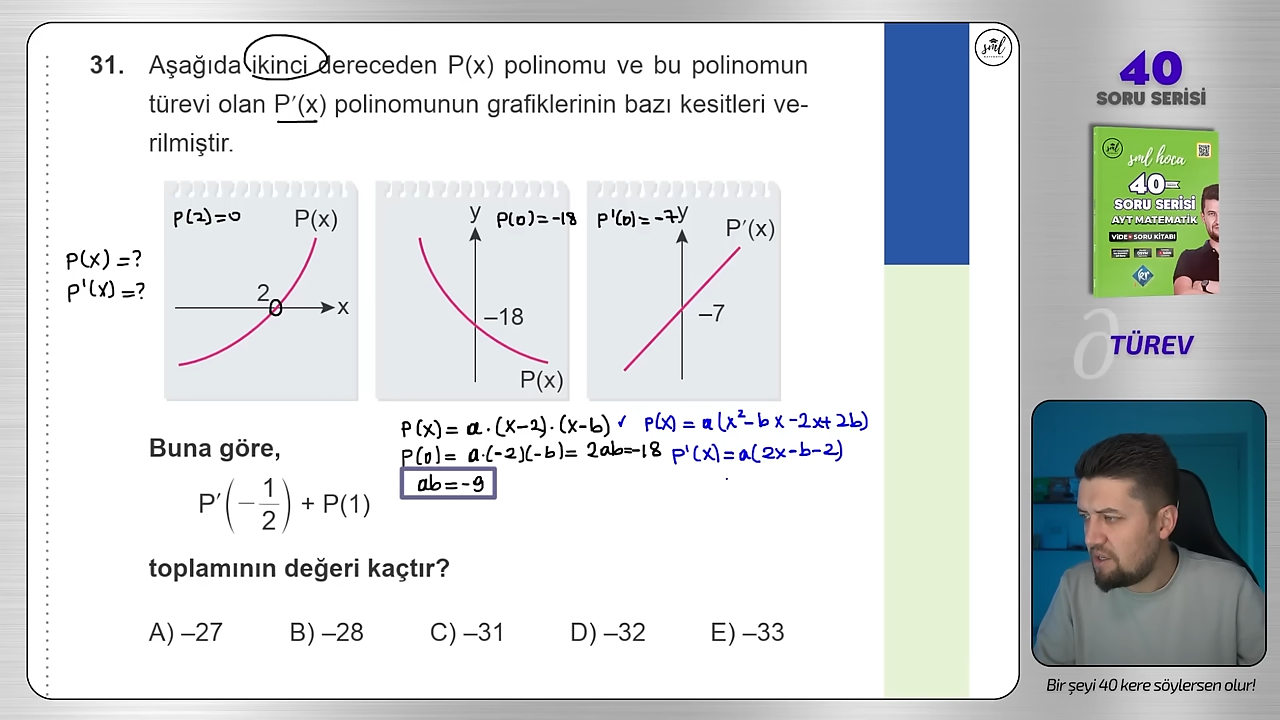 31. Aşağıda ikinci dereceden P(x) polinomu ve bu polinomun
türevi olan P'(x) polinomunun grafiklerinin bazı kesitleri ve-
rilmiştir.
P(2)=0
P(x)
2
0
x
y
P(0)=-18
–18
P(x)
P'(0)=-7
y
P'(x)
–7
P(x)=?
P'(x)=?
P(x)= a.(x-2).(x-b) ✓
P(0)= a.(-2)(-b)= 2ab=-18
ab=-9
P(x)= a(x²-bx-2x+2b)
P'(x)=a(2x-b-2)
Buna göre,
P'(-1/2) + P(1)
toplamının değeri kaçtır?
A) –27 B) –28 C) –31 D) –32 E) –33
sml
40
SORU SERİSİ
sml
sml hoca
40
SORU SERİSİ
AYT MATEMATİK
VİDEO SORU KİTABI
∂
TÜREV
Bir şeyi 40 kere söylersen olur!